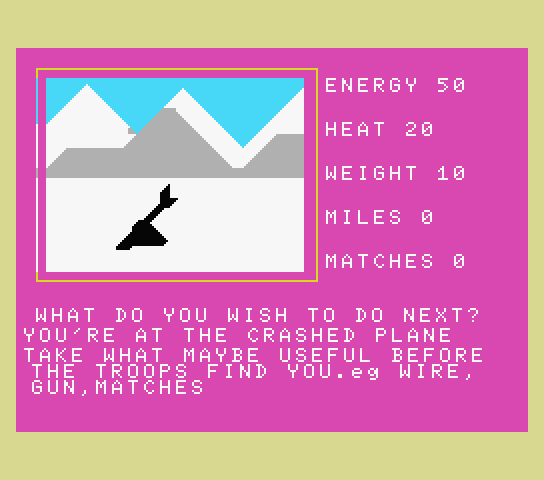 ENERGY 50
HEAT 20
WEIGHT 10
MILES 0
MATCHES 0
WHAT DO YOU WISH TO DO NEXT?
YOU'RE AT THE CRASHED PLANE
TAKE WHAT MAYBE USEFUL BEFORE
THE TROOPS FIND YOU.eg WIRE,
GUN,MATCHES